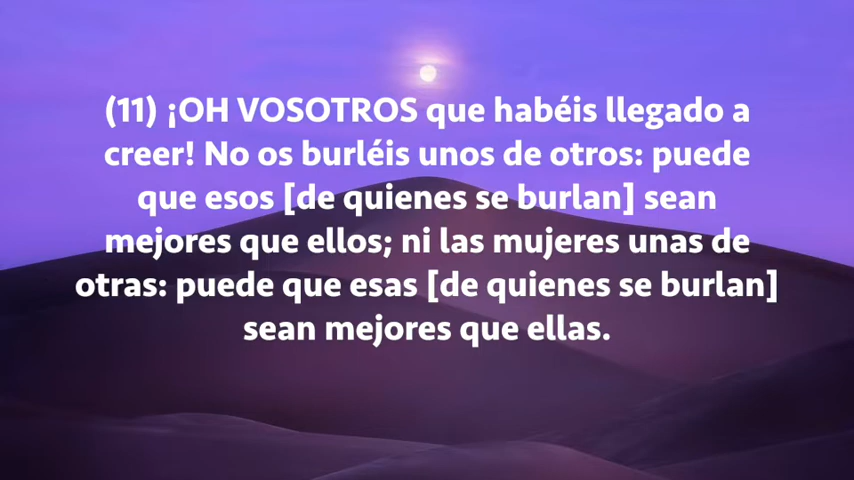 (11) ¡OH VOSOTROS que habéis llegado a
creer! No os burléis unos de otros: puede
que esos [de quienes se burlan] sean
mejores que ellos; ni las mujeres unas de
otras: puede que esas [de quienes se burlan]
sean mejores que ellas.